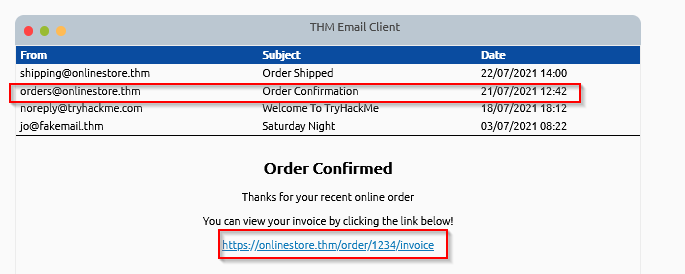 THM Email Client
From Subject Date
shipping@onlinestore.thm Order Shipped 22/07/2021 14:00
orders@onlinestore.thm Order Confirmation 21/07/2021 12:42
noreply@tryhackme.com Welcome To TryHackMe 18/07/2021 18:12
jo@fakemail.thm Saturday Night 03/07/2021 08:22
Order Confirmed
Thanks for your recent online order
You can view your invoice by clicking the link below!
https://onlinestore.thm/order/1234/invoice